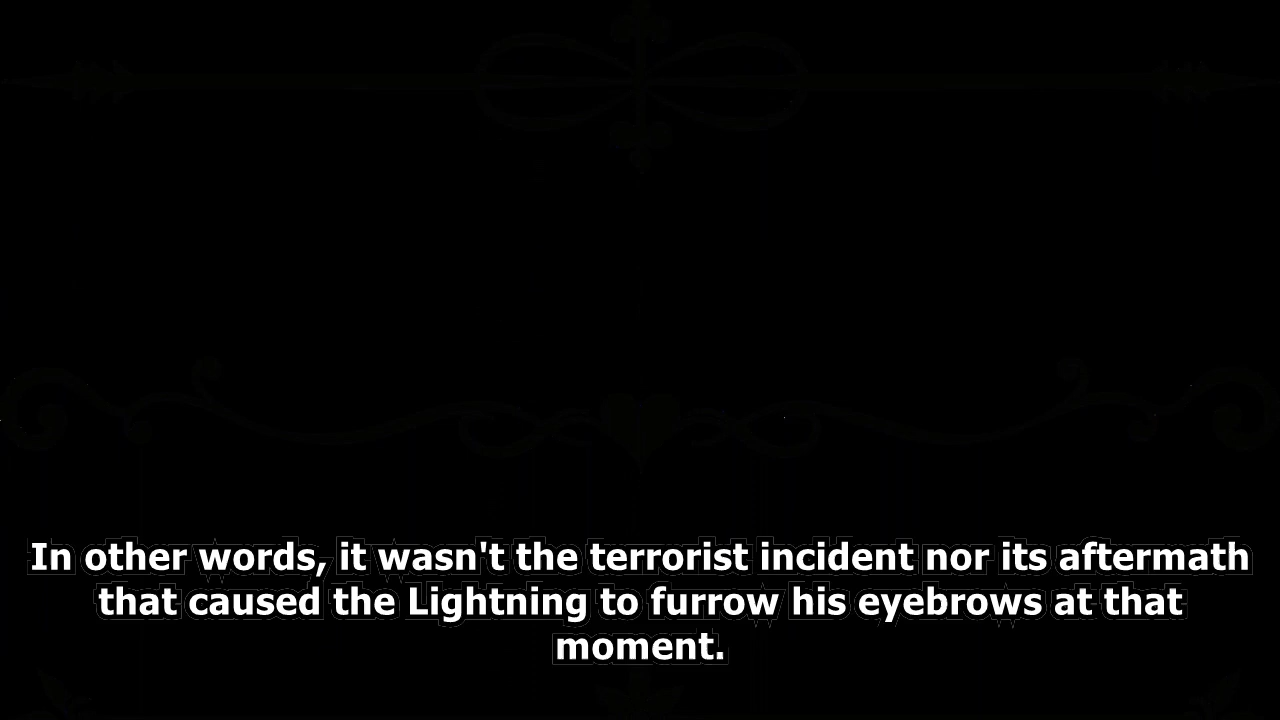 In other words, it wasn't the terrorist incident nor its aftermath
that caused the Lightning to furrow his eyebrows at that
moment.